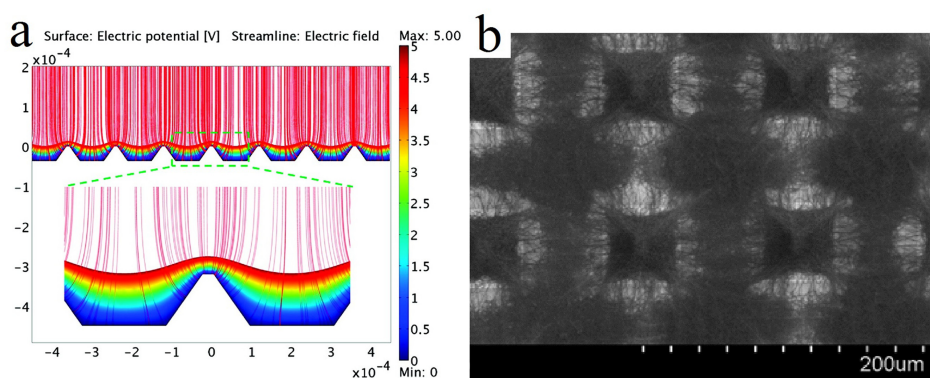 a
Surface: Electric potential [V] Streamline: Electric field
Max: 5.00
×10⁻⁴
2
1
0
−1
−2
−3
−4
−4 −3 −2 −1 0 1 2 3 4
×10⁻⁴
5
4.5
4
3.5
3
2.5
2
1.5
1
0.5
0
Min: 0
b
200um